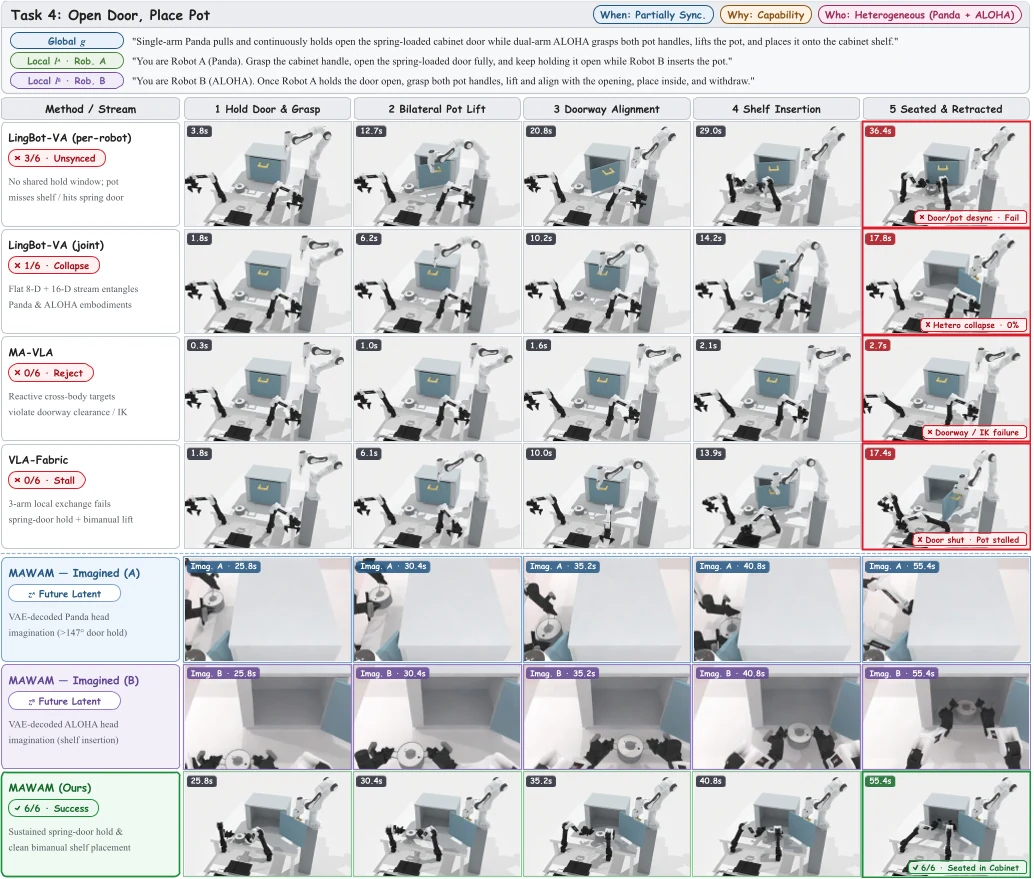 Task 4: Open Door, Place Pot
When: Partially Sync.
Why: Capability
Who: Heterogeneous (Panda + ALOHA)
Global g
"Single-arm Panda pulls and continuously holds open the spring-loaded cabinet door while dual-arm ALOHA grasps both pot handles, lifts the pot, and places it onto the cabinet shelf."
Local lᵃ · Rob. A
"You are Robot A (Panda). Grasp the cabinet handle, open the spring-loaded door fully, and keep holding it open while Robot B inserts the pot."
Local lᵇ · Rob. B
"You are Robot B (ALOHA). Once Robot A holds the door open, grasp both pot handles, lift and align with the opening, place inside, and withdraw."
Method / Stream
1 Hold Door & Grasp
2 Bilateral Pot Lift
3 Doorway Alignment
4 Shelf Insertion
5 Seated & Retracted
LingBot-VA (per-robot)
× 3/6 · Unsynced
No shared hold window; pot
misses shelf / hits spring door
3.8s
12.7s
20.8s
29.0s
36.4s
× Door/pot desync · Fail
LingBot-VA (joint)
× 1/6 · Collapse
Flat 8-D + 16-D stream entangles
Panda & ALOHA embodiments
1.8s
6.2s
10.2s
14.2s
17.8s
× Hetero collapse · 0%
MA-VLA
× 0/6 · Reject
Reactive cross-body targets
violate doorway clearance / IK
0.3s
1.0s
1.6s
2.1s
2.7s
× Doorway / IK failure
VLA-Fabric
× 0/6 · Stall
3-arm local exchange fails
spring-door hold + bimanual lift
1.8s
6.1s
10.0s
13.9s
17.4s
× Door shut · Pot stalled
MAWAM — Imagined (A)
Future Latent
VAE-decoded Panda head
imagination (>147° door hold)
Imag. A · 25.8s
Imag. A · 30.4s
Imag. A · 35.2s
Imag. A · 40.8s
Imag. A · 55.4s
MAWAM — Imagined (B)
Future Latent
VAE-decoded ALOHA head
imagination (shelf insertion)
Imag. B · 25.8s
Imag. B · 30.4s
Imag. B · 35.2s
Imag. B · 40.8s
Imag. B · 55.4s
MAWAM (Ours)
✓ 6/6 · Success
Sustained spring-door hold &
clean bimanual shelf placement
25.8s
30.4s
35.2s
40.8s
55.4s
✓ 6/6 · Seated in Cabinet